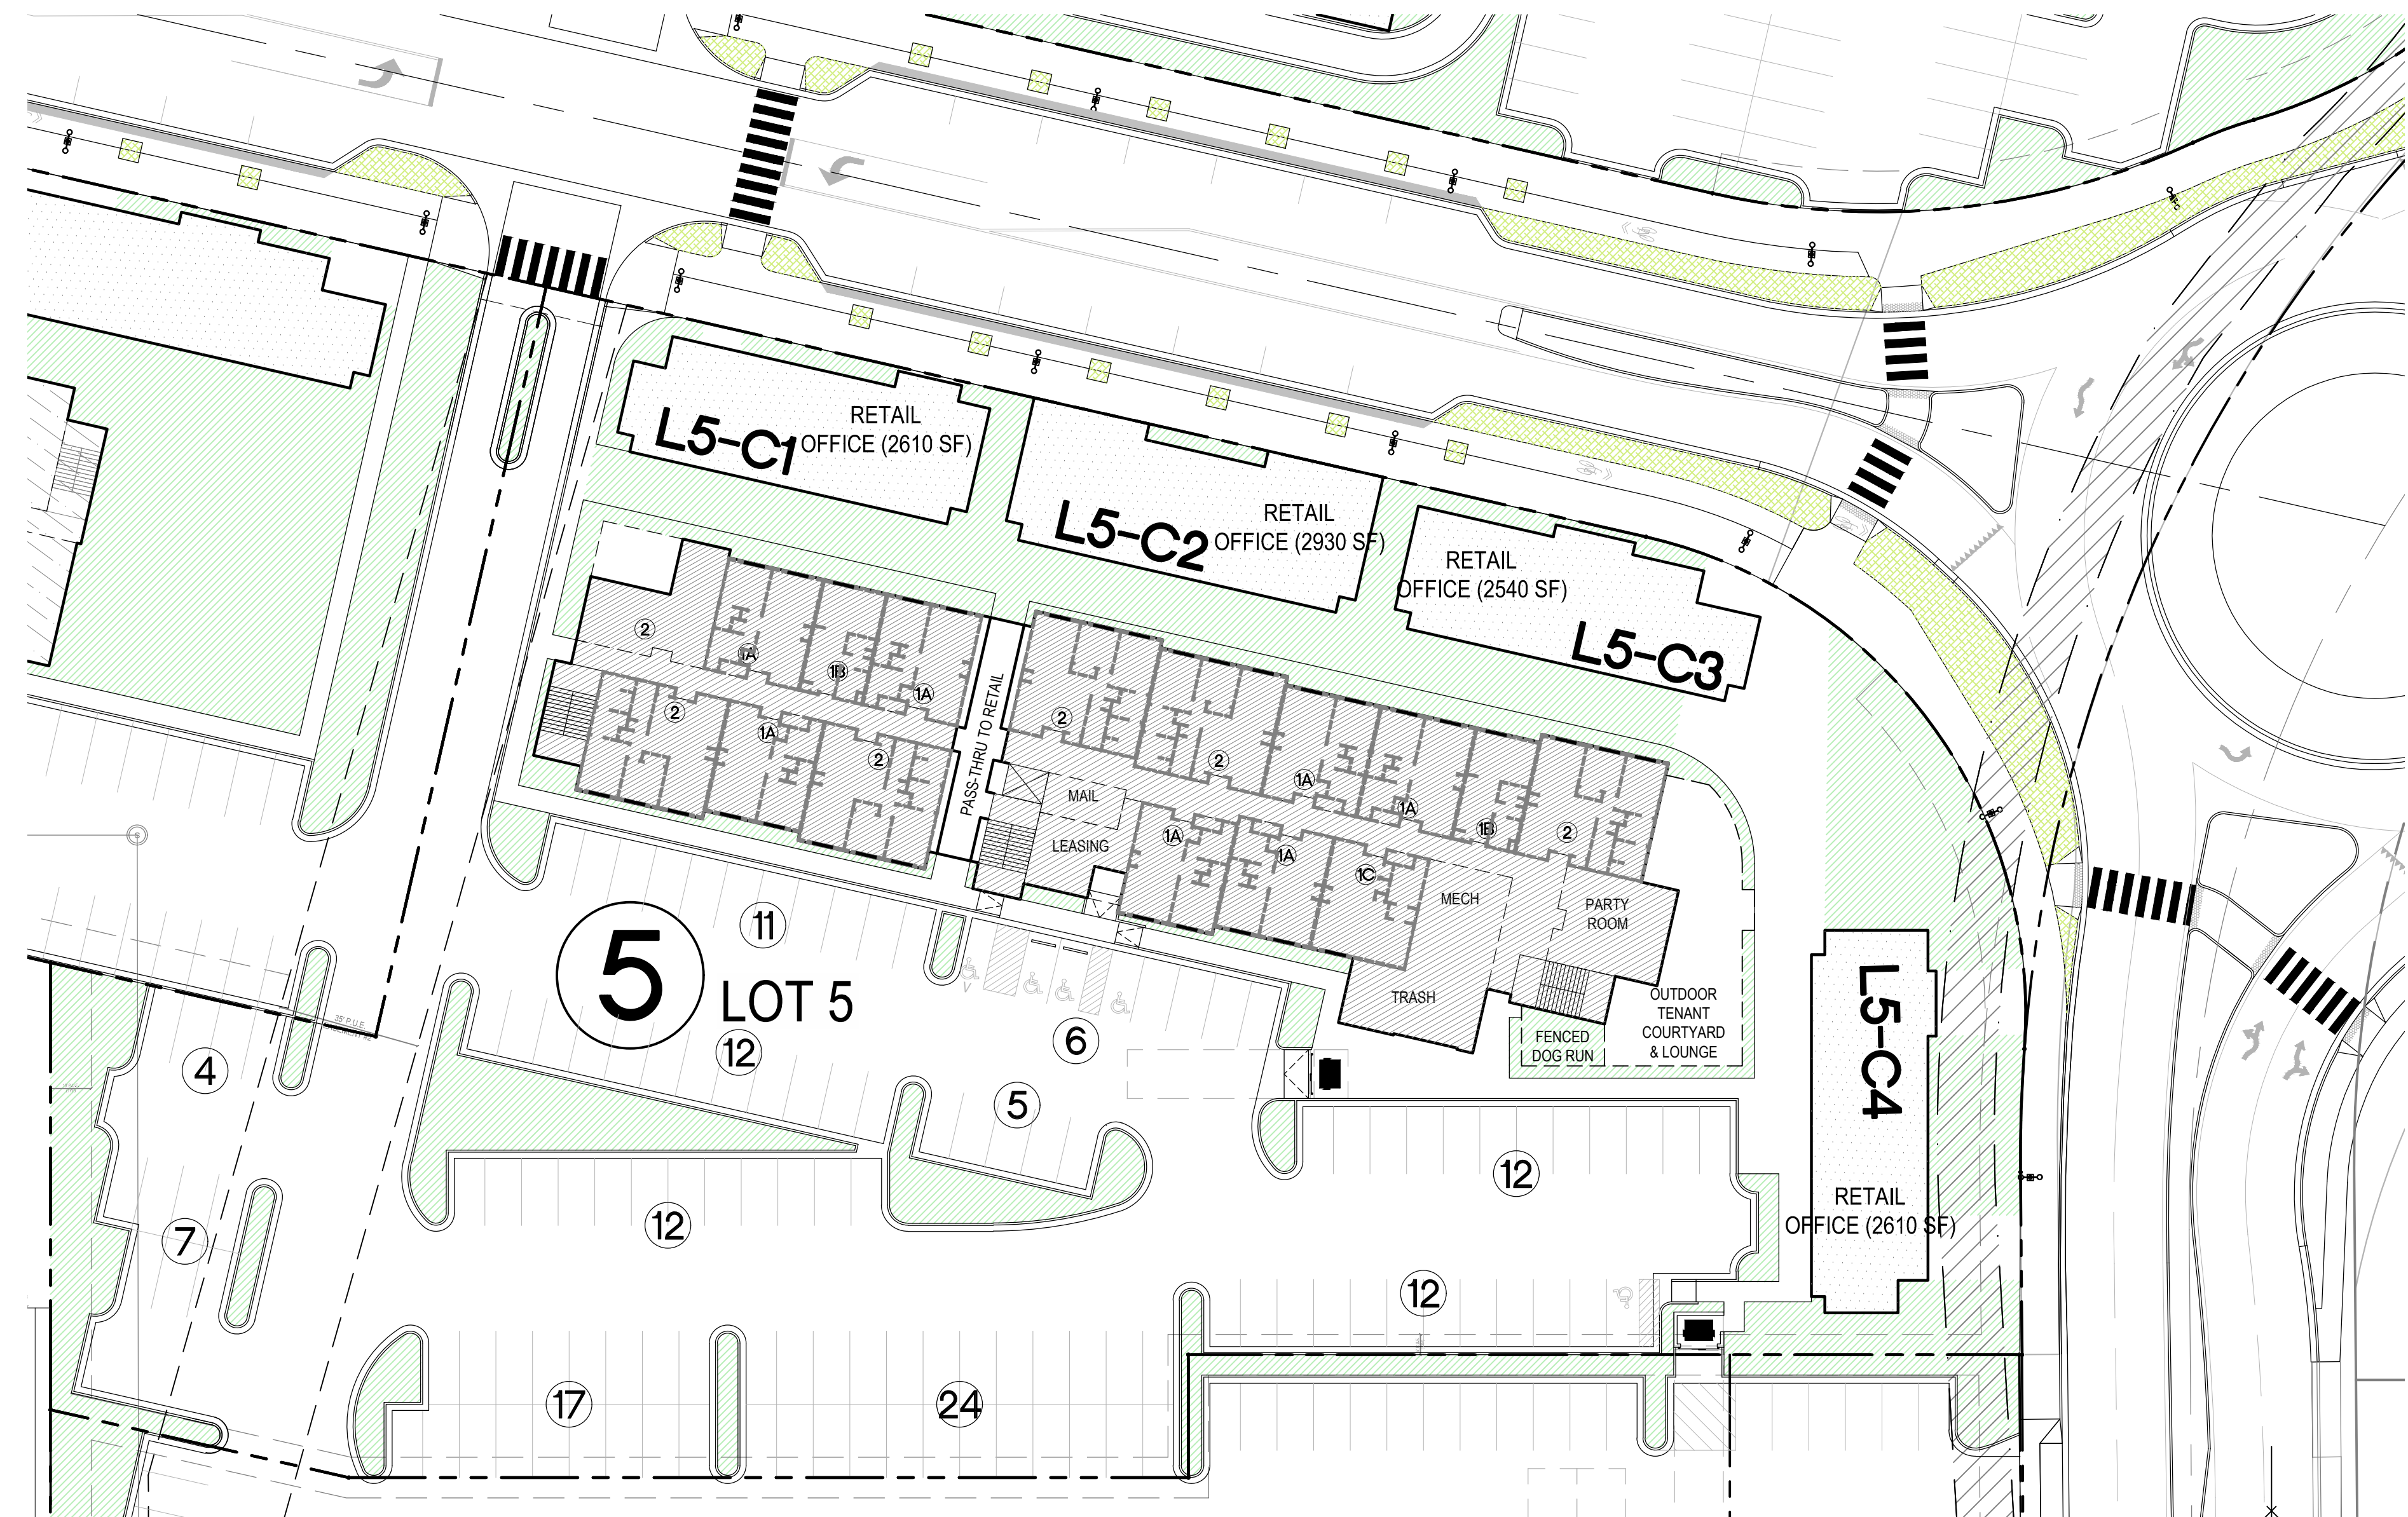 RETAIL
OFFICE (2610 SF)
L5-C1
RETAIL
OFFICE (2930 SF)
L5-C2
RETAIL
OFFICE (2540 SF)
L5-C3
2
1A
1B
1A
2
1A
2
PASS-THRU TO RETAIL
2
2
1A
1A
1B
2
MAIL
LEASING
1A
1A
1C
MECH
PARTY
ROOM
TRASH
FENCED
DOG RUN
OUTDOOR
TENANT
COURTYARD
& LOUNGE
L5-C4
RETAIL
OFFICE (2610 SF)
S
11
5
LOT 5
12
6
5
4
7
12
12
12
17
24
35' P.U.E.
V